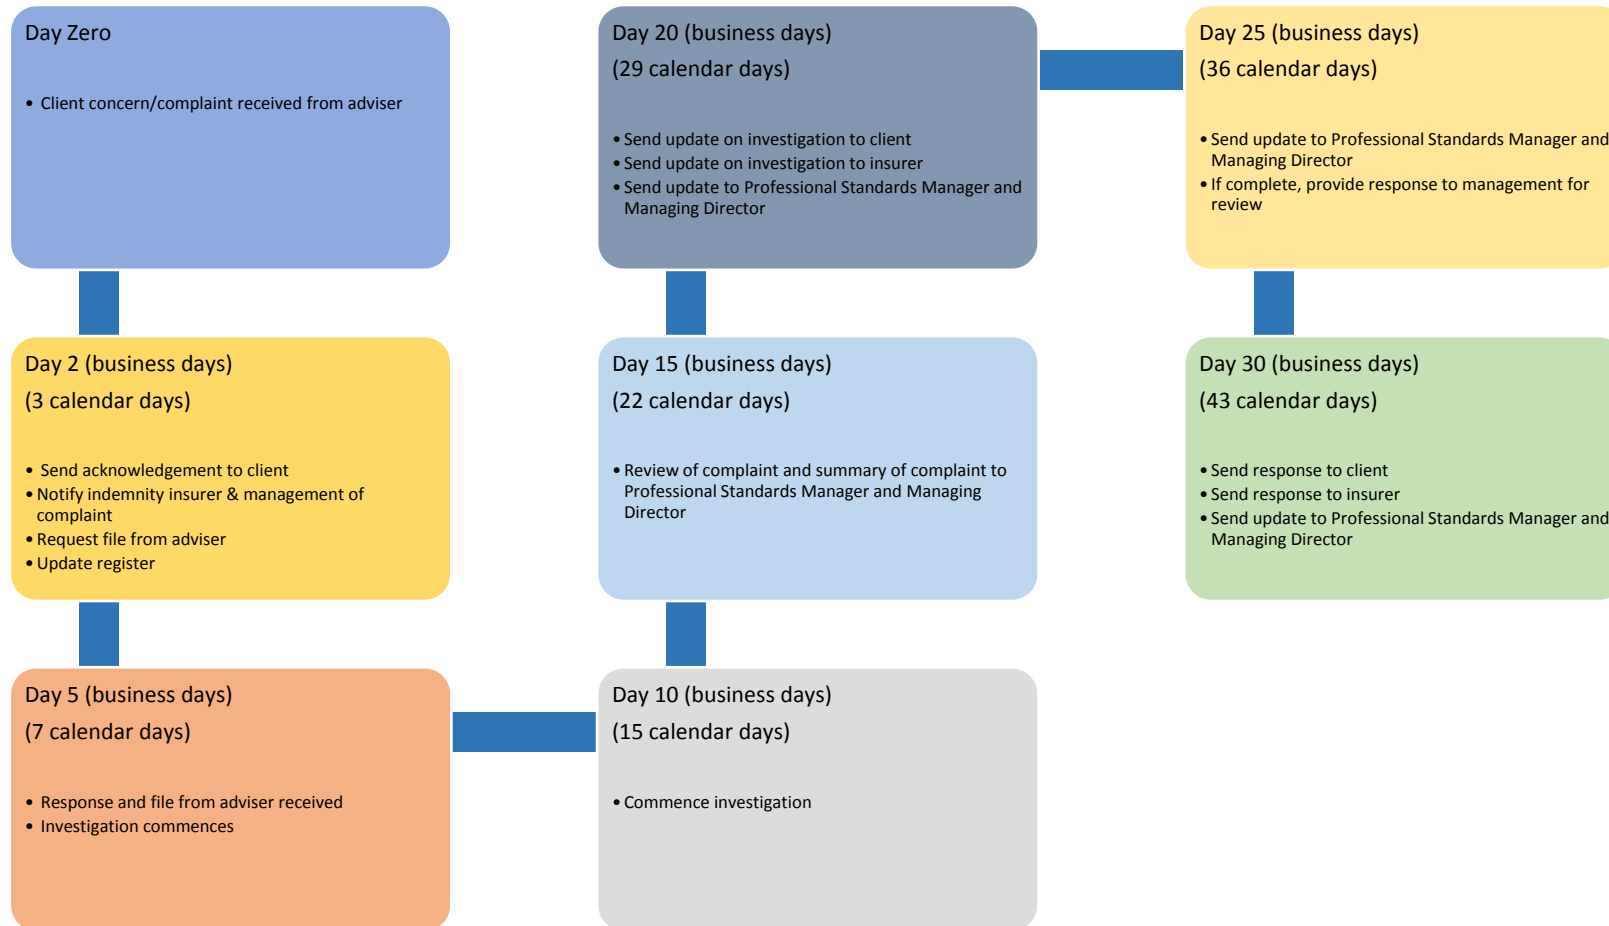 Day Zero
• Client concern/complaint received from adviser
Day 2 (business days)
(3 calendar days)
• Send acknowledgement to client
• Notify indemnity insurer & management of
complaint
• Request file from adviser
• Update register
Day 5 (business days)
(7 calendar days)
• Response and file from adviser received
• Investigation commences
Day 10 (business days)
(15 calendar days)
• Commence investigation
Day 15 (business days)
(22 calendar days)
• Review of complaint and summary of complaint to
Professional Standards Manager and Managing
Director
Day 20 (business days)
(29 calendar days)
• Send update on investigation to client
• Send update on investigation to insurer
• Send update to Professional Standards Manager and
Managing Director
Day 25 (business days)
(36 calendar days)
• Send update to Professional Standards Manager and
Managing Director
• If complete, provide response to management for
review
Day 30 (business days)
(43 calendar days)
• Send response to client
• Send response to insurer
• Send update to Professional Standards Manager and
Managing Director